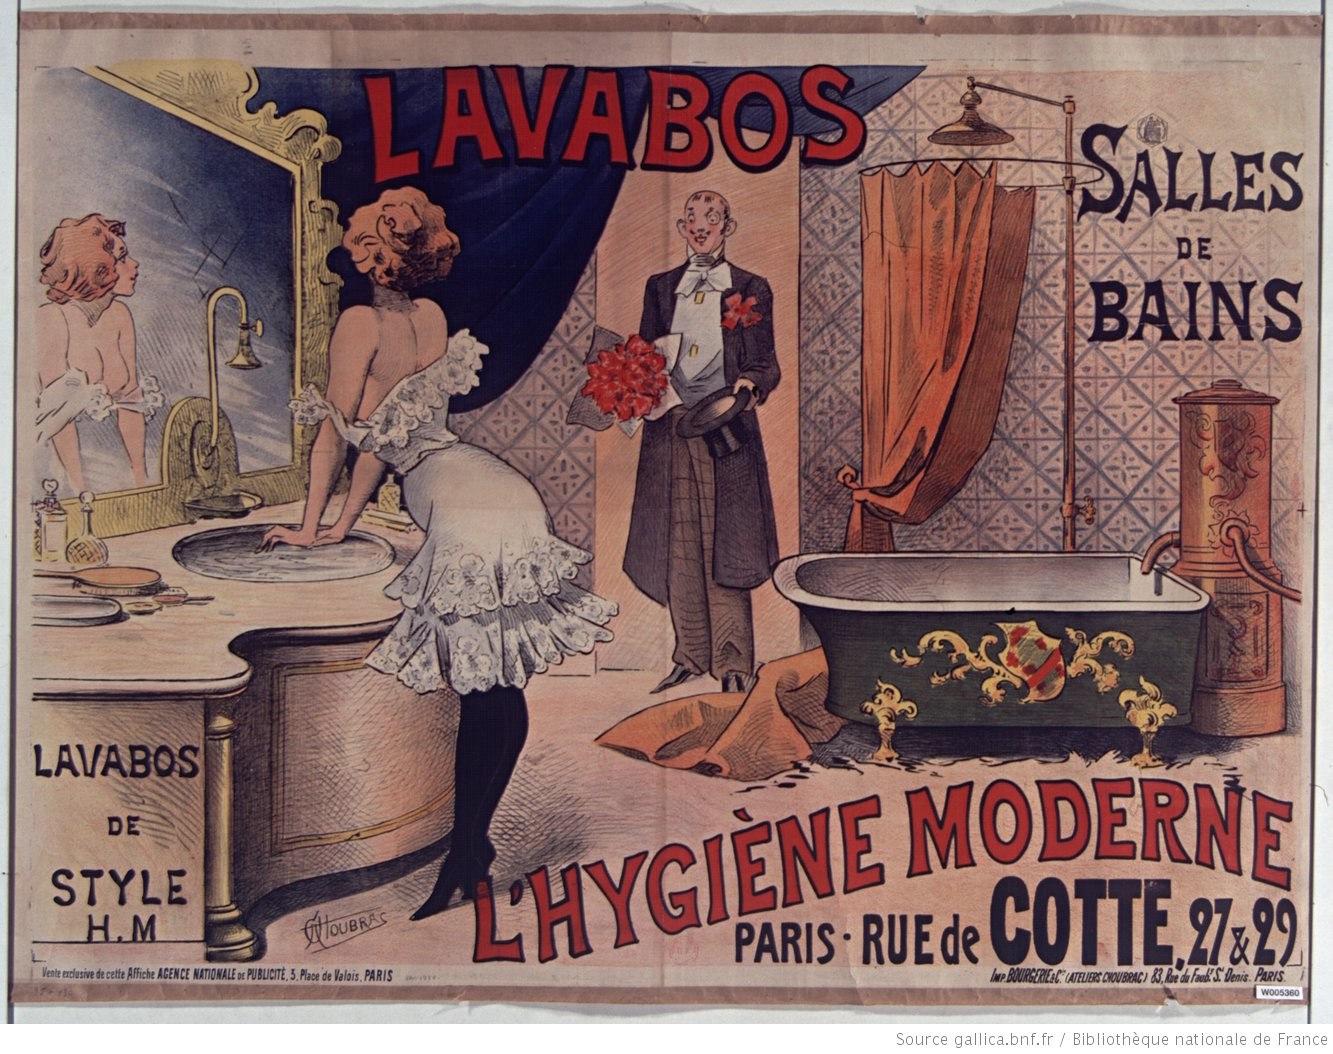 LAVABOS
SALLES
DE
BAINS
LAVABOS
DE
STYLE
H.M
L'HYGIÈNE MODERNE
PARIS · RUE de COTTE, 27 & 29
Vente exclusive de cette Affiche AGENCE NATIONALE DE PUBLICITÉ, 3, Place de Valois, PARIS
IMP. BOURGERIE & Cie (ATELIERS CHOUBRAC) 83, Rue du Faubg St Denis. PARIS.
W005360
Source gallica.bnf.fr / Bibliothèque nationale de France